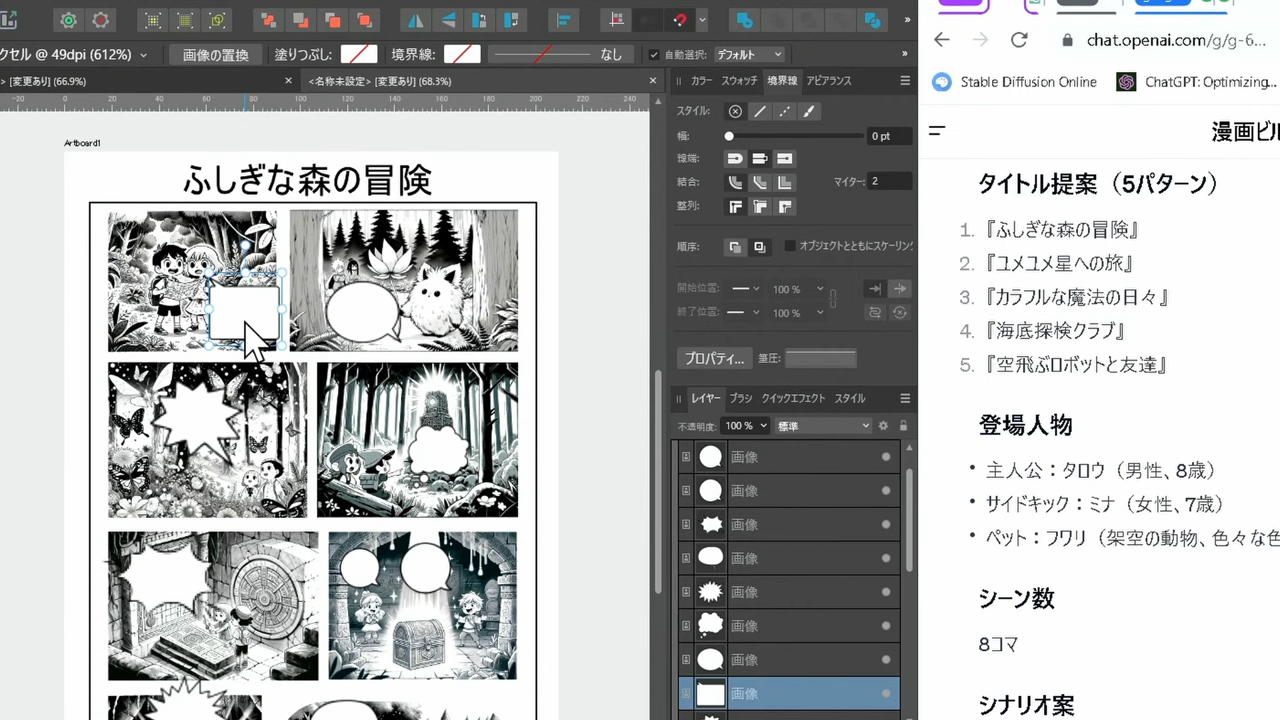 セル @ 49dpi (612%)
画像の置換
塗りつぶし:
境界線:
なし
自動選択:
デフォルト
> [変更あり] (66.9%)
<名称未設定> [変更あり] (68.3%)
-20 0 20 40 60 80 100 120 140 160 180 200 220 240
Artboard1
ふしぎな森の冒険
カラー スウォッチ 境界線 アピアランス
スタイル:
幅:
0 pt
線端:
結合:
マイター: 2
整列:
順序:
オブジェクトとともにスケーリング
開始位置:
100 %
終了位置:
100 %
プロパティ...
筆圧:
レイヤー ブラシ クイックエフェクト スタイル
不透明度: 100 % 標準
画像
画像
画像
画像
画像
画像
画像
画像
chat.openai.com/g/g-6...
Stable Diffusion Online
ChatGPT: Optimizing...
漫画ビル
タイトル提案（5パターン）
1. 『ふしぎな森の冒険』
2. 『ユメユメ星への旅』
3. 『カラフルな魔法の日々』
4. 『海底探検クラブ』
5. 『空飛ぶロボットと友達』
登場人物
• 主人公：タロウ（男性、8歳）
• サイドキック：ミナ（女性、7歳）
• ペット：フワリ（架空の動物、色々な色
シーン数
8コマ
シナリオ案